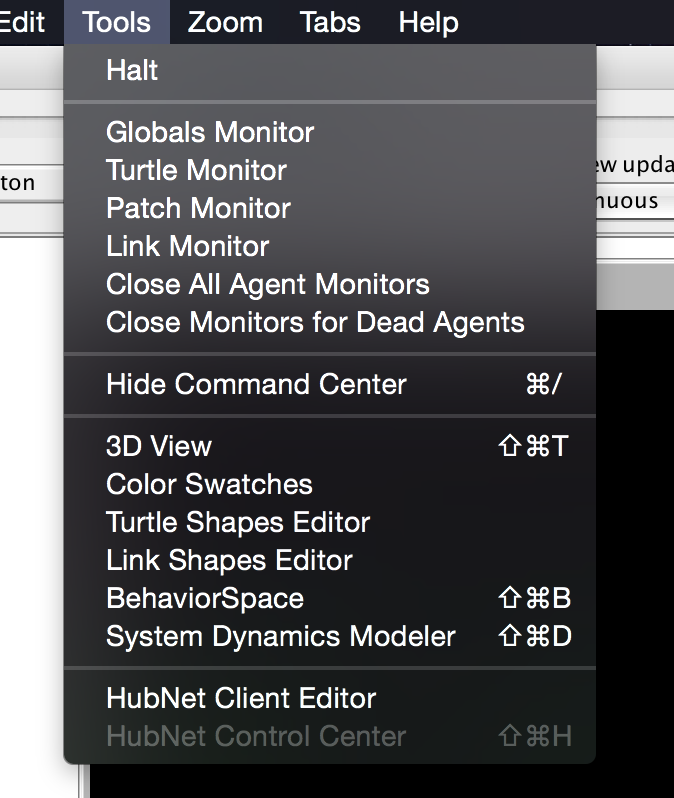 Edit Tools Zoom Tabs Help
Halt
Globals Monitor
Turtle Monitor
Patch Monitor
Link Monitor
Close All Agent Monitors
Close Monitors for Dead Agents
Hide Command Center ⌘/
3D View ⇧⌘T
Color Swatches
Turtle Shapes Editor
Link Shapes Editor
BehaviorSpace ⇧⌘B
System Dynamics Modeler ⇧⌘D
HubNet Client Editor
HubNet Control Center ⇧⌘H
ton
ew upda
nuous